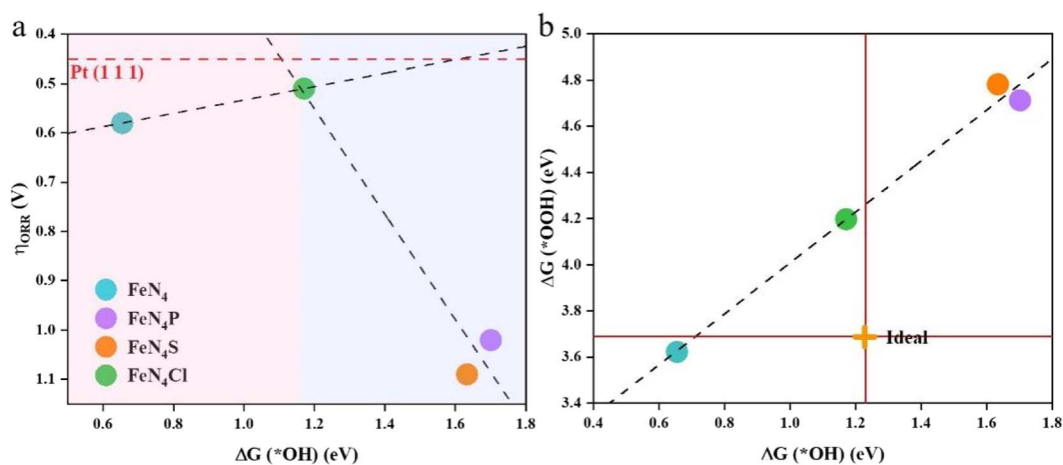 a
0.4
Pt (1 1 1)
0.5
0.6
0.7
0.8
0.9
1.0
1.1
η_ORR (V)
FeN₄
FeN₄P
FeN₄S
FeN₄Cl
0.6 0.8 1.0 1.2 1.4 1.6 1.8
ΔG (*OH) (eV)
b
5.0
4.8
4.6
4.4
4.2
4.0
3.8
3.6
3.4
ΔG (*OOH) (eV)
Ideal
0.4 0.6 0.8 1.0 1.2 1.4 1.6 1.8
ΔG (*OH) (eV)